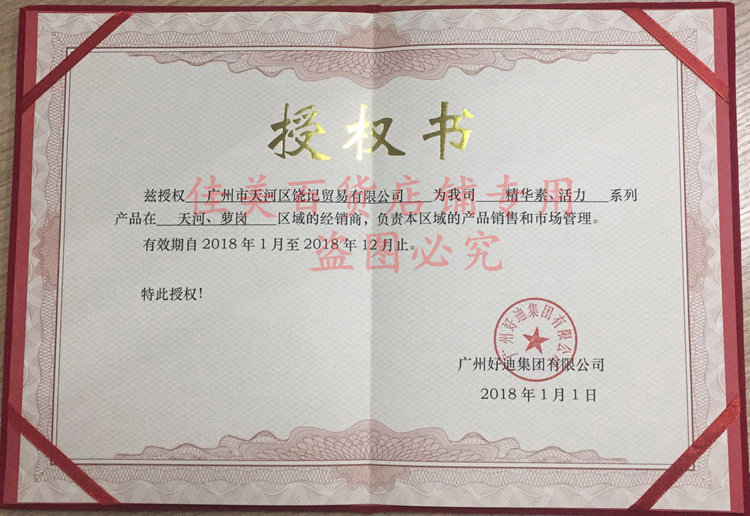 授权书
兹授权 广州市天河区饶记贸易有限公司 为我司 精华素、活力 系列
产品在 天河、萝岗 区域的经销商，负责本区域的产品销售和市场管理。
有效期自2018年1月至2018年12月止。
特此授权！
佳美百货店铺专用
盗图必究
广州好迪集团有限公司
广州好迪集团有限公司
2018年1月1日